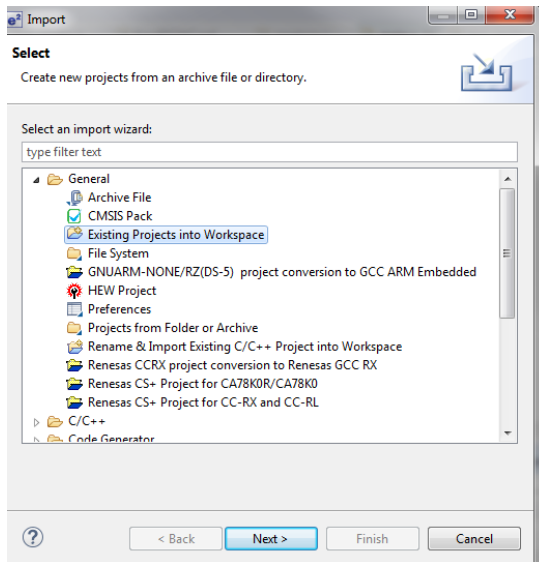 e² Import
Select
Create new projects from an archive file or directory.
Select an import wizard:
type filter text
General
Archive File
CMSIS Pack
Existing Projects into Workspace
File System
GNUARM-NONE/RZ(DS-5) project conversion to GCC ARM Embedded
HEW Project
Preferences
Projects from Folder or Archive
Rename & Import Existing C/C++ Project into Workspace
Renesas CCRX project conversion to Renesas GCC RX
Renesas CS+ Project for CA78K0R/CA78K0
Renesas CS+ Project for CC-RX and CC-RL
C/C++
Code Generator
? < Back Next > Finish Cancel